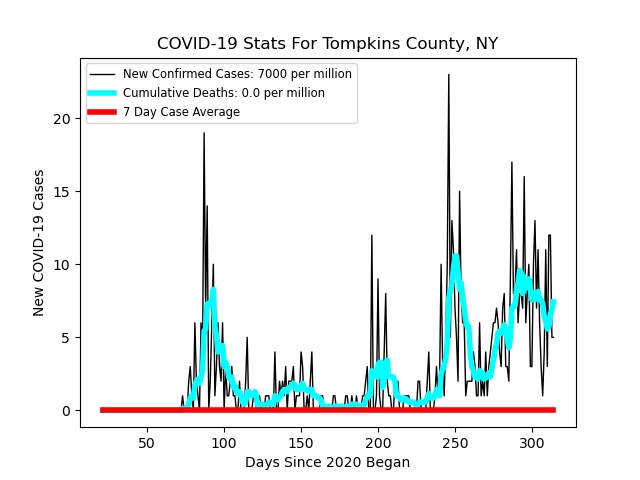 COVID-19 Stats For Tompkins County, NY
New Confirmed Cases: 7000 per million
Cumulative Deaths: 0.0 per million
7 Day Case Average
New COVID-19 Cases
20
15
10
5
0
50 100 150 200 250 300
Days Since 2020 Began